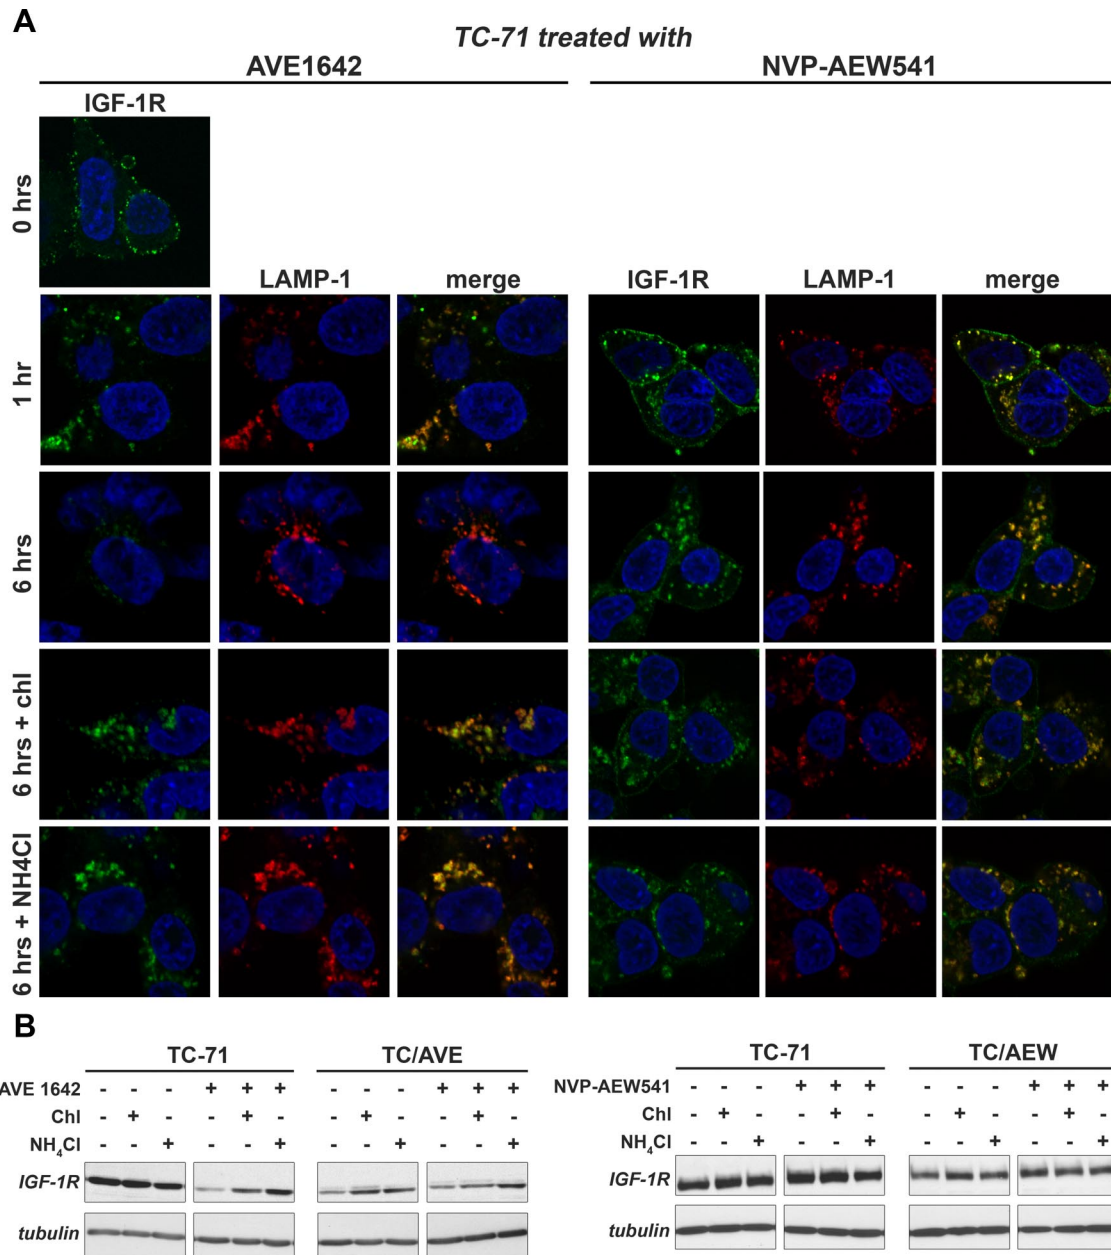 A
TC-71 treated with
AVE1642 NVP-AEW541
IGF-1R
0 hrs
LAMP-1 merge IGF-1R LAMP-1 merge
1 hr
6 hrs
6 hrs + chl
6 hrs + NH4Cl
B
TC-71 TC/AVE TC-71 TC/AEW
AVE 1642 - - - + + + - - - + + + NVP-AEW541 - - - + + + - - - + + +
Chl - + - - + - - + - - + - Chl - + - - + - - + - - + -
NH4Cl - - + - - + - - + - - + NH4Cl - - + - - + - - + - - +
IGF-1R IGF-1R
tubulin tubulin